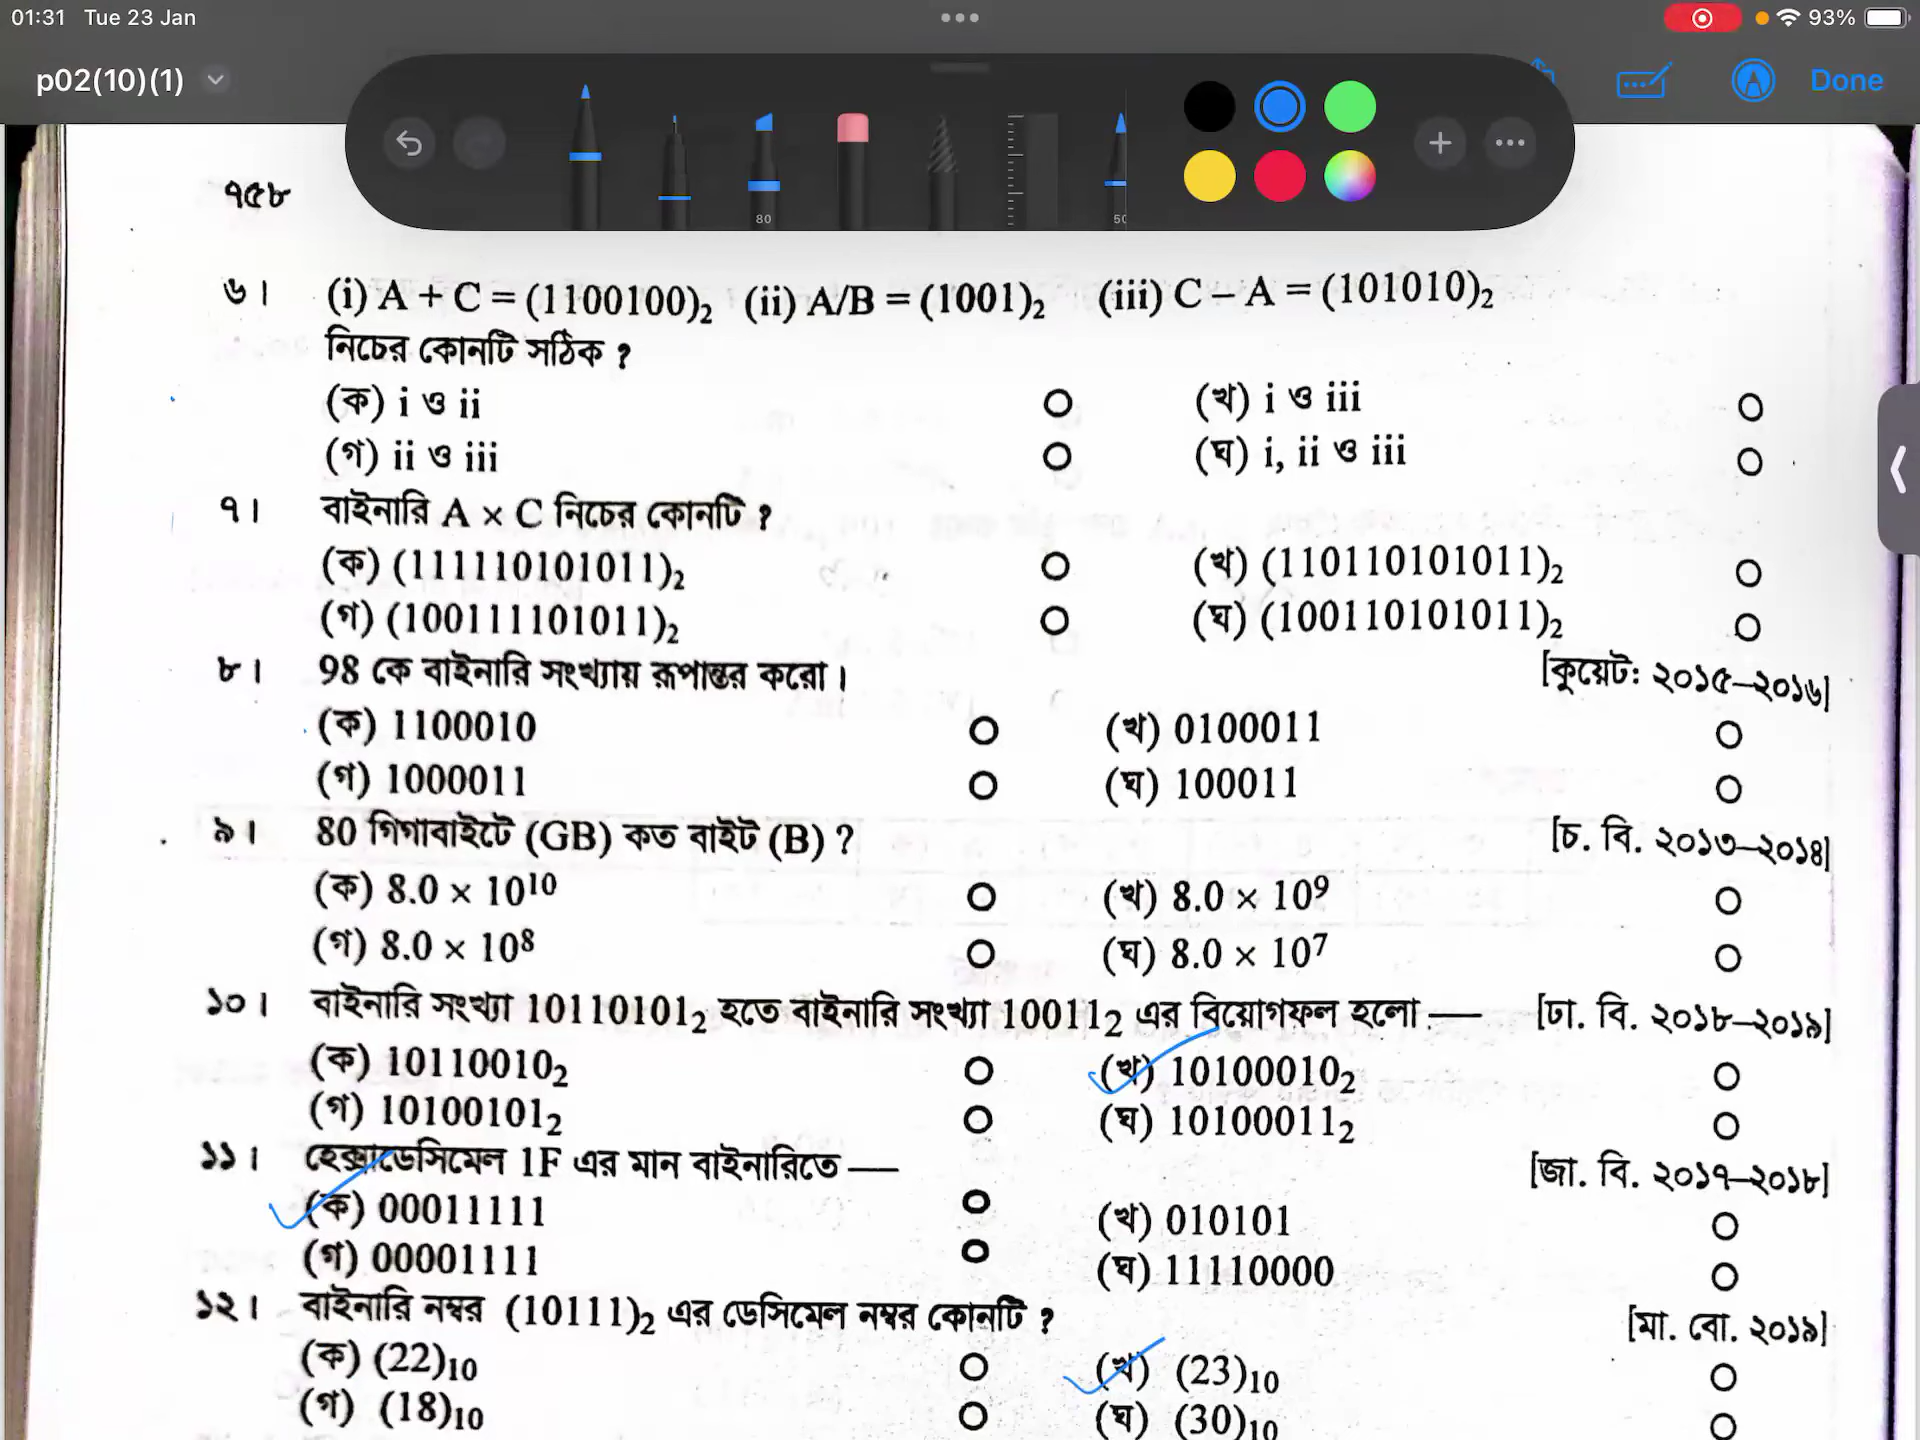 01:31 Tue 23 Jan
93%
p02(10)(1)
Done
80
50
৭৫৮
৬। (i) A + C = (1100100)₂ (ii) A/B = (1001)₂ (iii) C – A = (101010)₂
নিচের কোনটি সঠিক ?
(ক) i ও ii (খ) i ও iii
(গ) ii ও iii (ঘ) i, ii ও iii
৭। বাইনারি A × C নিচের কোনটি ?
(ক) (111110101011)₂ (খ) (110110101011)₂
(গ) (100111101011)₂ (ঘ) (100110101011)₂
৮। 98 কে বাইনারি সংখ্যায় রূপান্তর করো। [কুয়েট: ২০১৫–২০১৬]
(ক) 1100010 (খ) 0100011
(গ) 1000011 (ঘ) 100011
৯। 80 গিগাবাইটে (GB) কত বাইট (B) ? [চ. বি. ২০১৩–২০১৪]
(ক) 8.0 × 10¹⁰ (খ) 8.0 × 10⁹
(গ) 8.0 × 10⁸ (ঘ) 8.0 × 10⁷
১০। বাইনারি সংখ্যা 10110101₂ হতে বাইনারি সংখ্যা 10011₂ এর বিয়োগফল হলো — [ঢা. বি. ২০১৮–২০১৯]
(ক) 10110010₂ (খ) 10100010₂
(গ) 10100101₂ (ঘ) 10100011₂
১১। হেক্সাডেসিমেল 1F এর মান বাইনারিতে — [জা. বি. ২০১৭–২০১৮]
(ক) 00011111 (খ) 010101
(গ) 00001111 (ঘ) 11110000
১২। বাইনারি নম্বর (10111)₂ এর ডেসিমেল নম্বর কোনটি ? [মা. বো. ২০১৯]
(ক) (22)₁₀ (খ) (23)₁₀
(গ) (18)₁₀ (ঘ) (30)₁₀